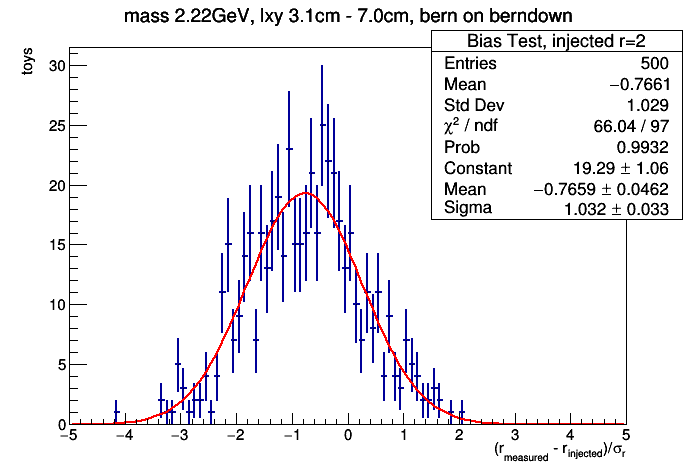 mass 2.22GeV, lxy 3.1cm - 7.0cm, bern on berndown
Bias Test, injected r=2
Entries 500
Mean −0.7661
Std Dev 1.029
χ² / ndf 66.04 / 97
Prob 0.9932
Constant 19.29 ± 1.06
Mean −0.7659 ± 0.0462
Sigma 1.032 ± 0.033
toys
30
25
20
15
10
5
0
−5 −4 −3 −2 −1 0 1 2 3 4 5
(r_measured - r_injected)/σ_r